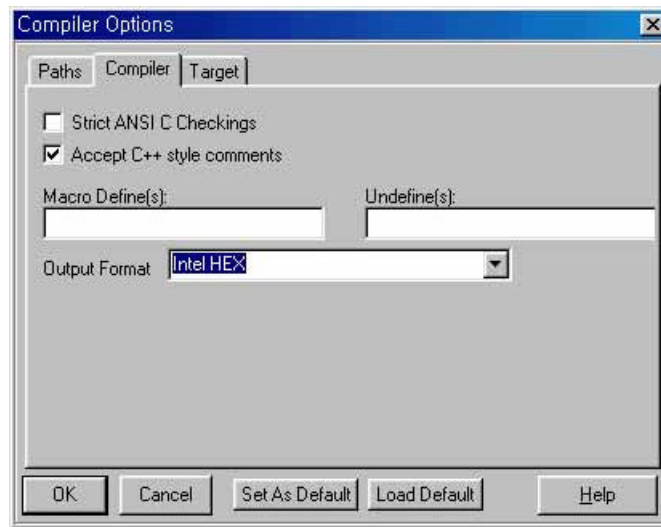 Compiler Options
Paths Compiler Target
Strict ANSI C Checkings
Accept C++ style comments
Macro Define(s): Undefine(s):
Output Format Intel HEX
OK Cancel Set As Default Load Default Help